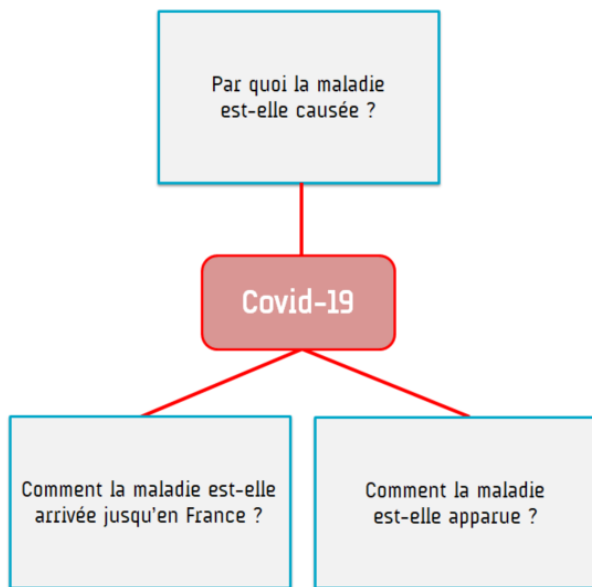 Par quoi la maladie
est-elle causée ?
Covid-19
Comment la maladie est-elle
arrivée jusqu'en France ?
Comment la maladie
est-elle apparue ?